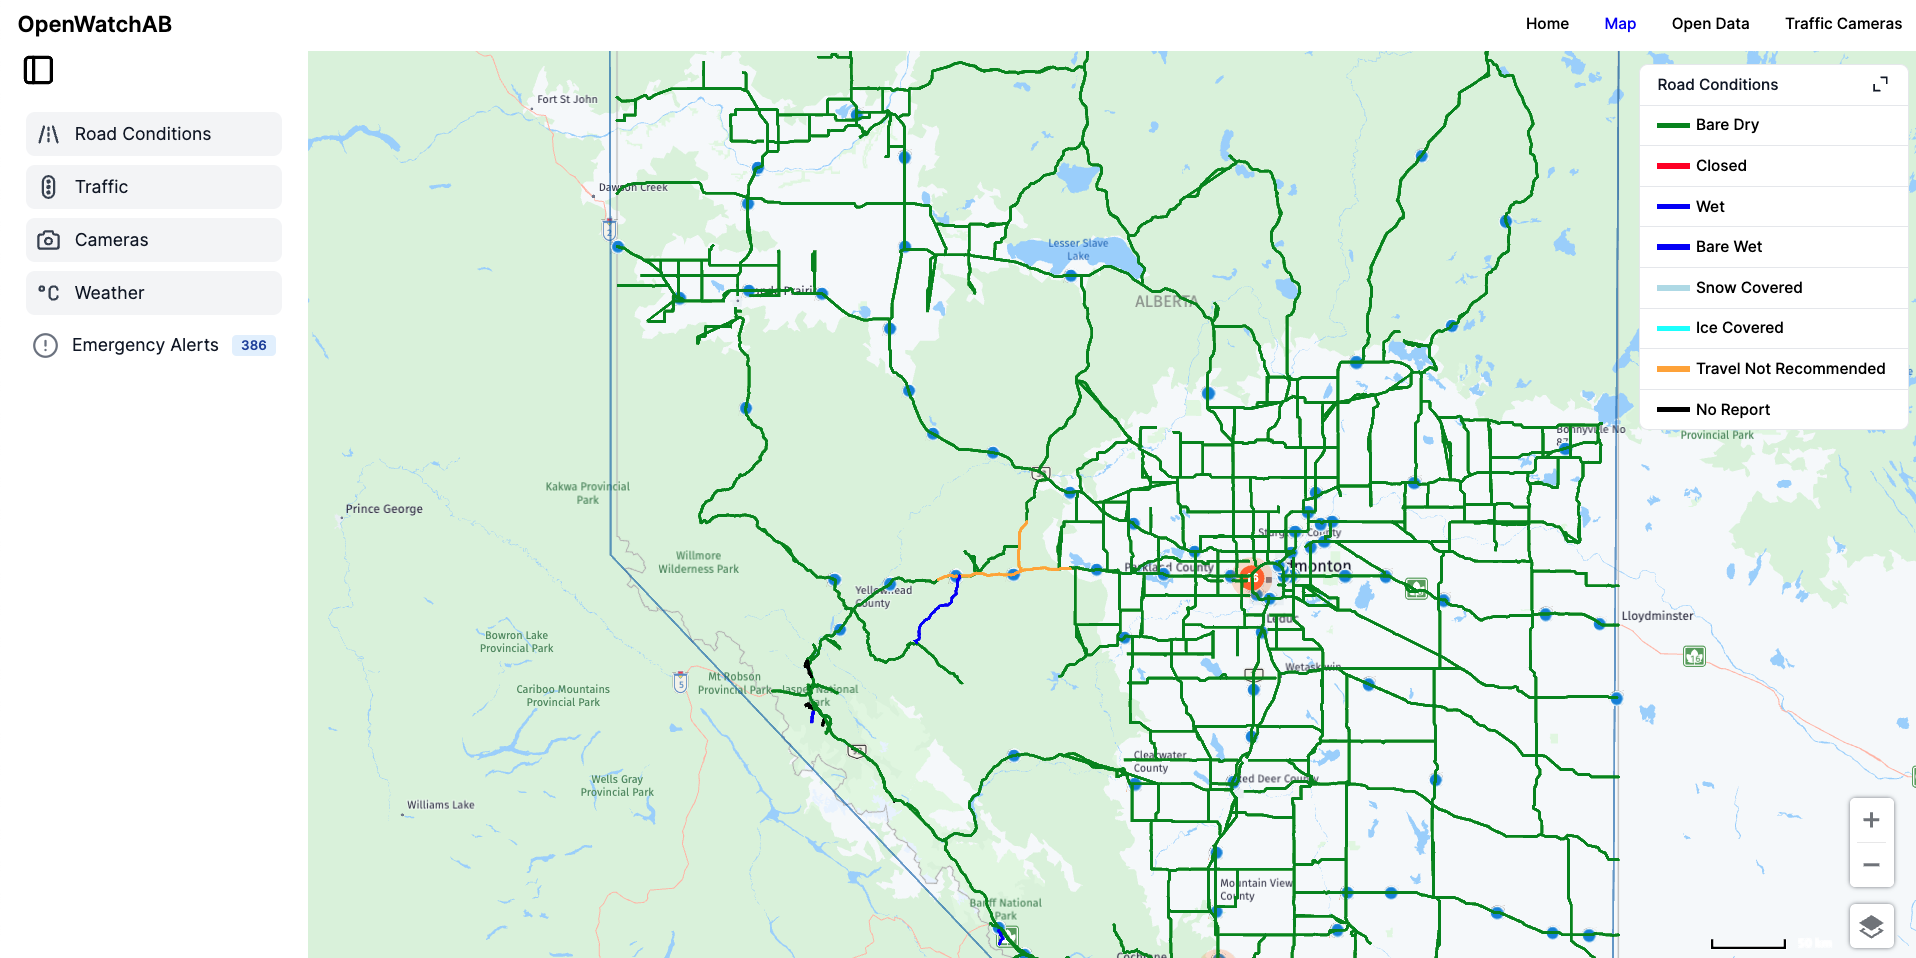 OpenWatchAB
Home
Map
Open Data
Traffic Cameras
Road Conditions
Traffic
Cameras
°C Weather
Emergency Alerts 386
Road Conditions
Bare Dry
Closed
Wet
Bare Wet
Snow Covered
Ice Covered
Travel Not Recommended
No Report
Fort St John
Dawson Creek
2
Lesser Slave
Lake
ALBERTA
Bonnyville No
87
Provincial Park
Kakwa Provincial
Park
Prince George
Willmore
Wilderness Park
County
Parkland County
County
Lloydminster
16
Wetaskiwin
Bowron Lake
Provincial Park
Mt Robson
Provincial Park
Jasper National
Park
5
Cariboo Mountains
Provincial Park
Clearwater
County
Red Deer County
Wells Gray
Provincial Park
Williams Lake
Mountain View
County
Banff National
Park
Cochrane